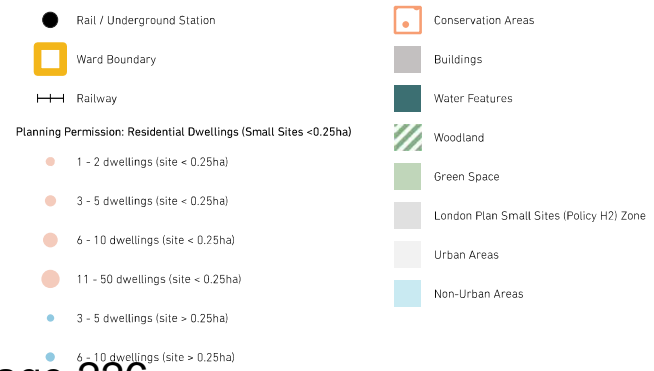 Rail / Underground Station
Ward Boundary
Railway
Planning Permission: Residential Dwellings (Small Sites <0.25ha)
1 - 2 dwellings (site < 0.25ha)
3 - 5 dwellings (site < 0.25ha)
6 - 10 dwellings (site < 0.25ha)
11 - 50 dwellings (site < 0.25ha)
3 - 5 dwellings (site > 0.25ha)
6 - 10 dwellings (site > 0.25ha)
Conservation Areas
Buildings
Water Features
Woodland
Green Space
London Plan Small Sites (Policy H2) Zone
Urban Areas
Non-Urban Areas